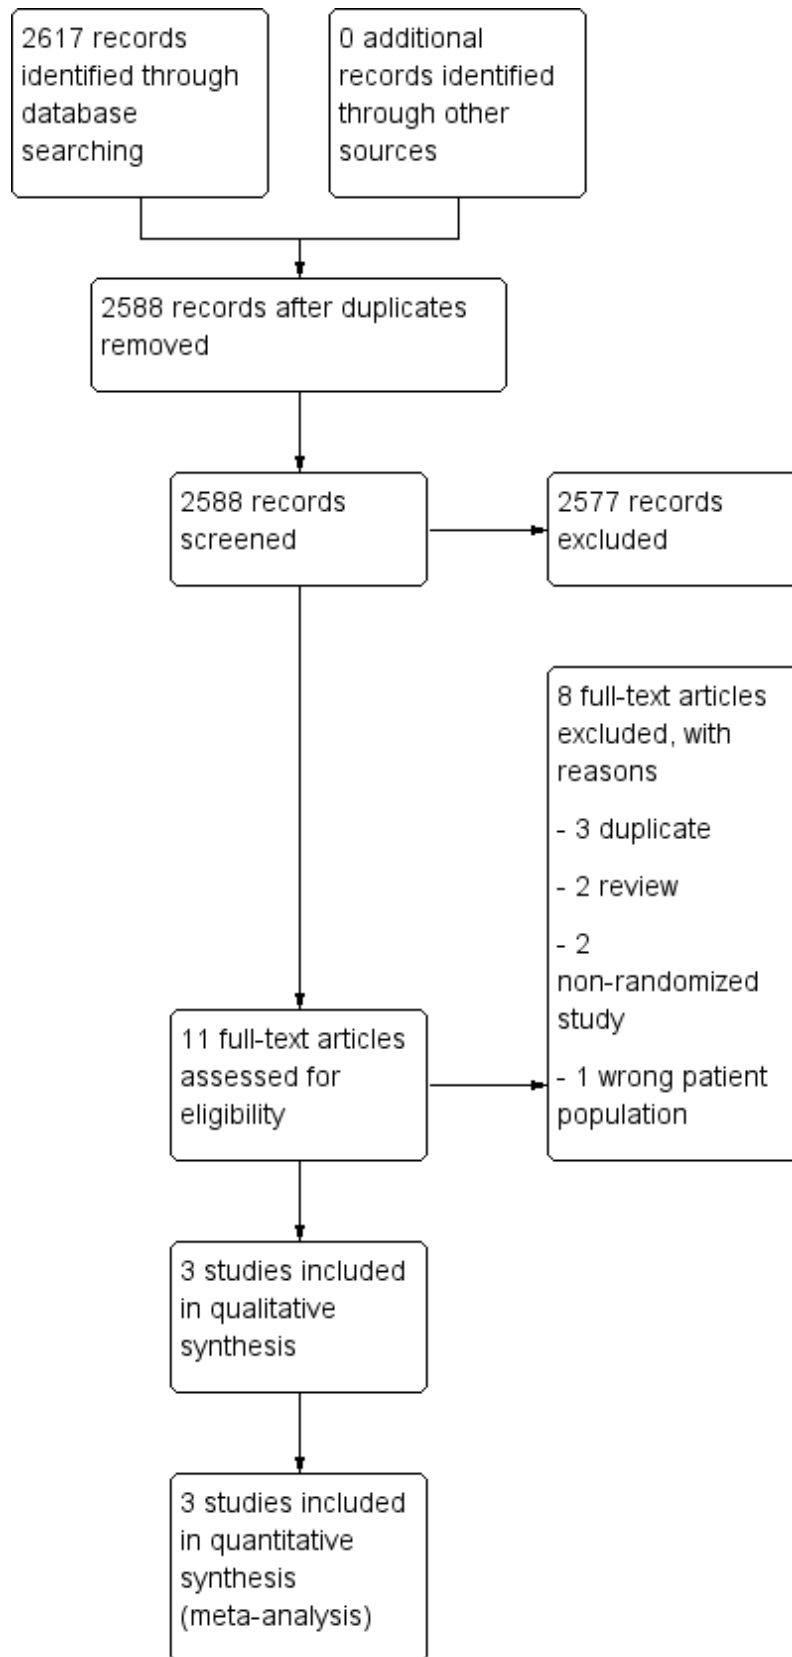 2617 records
identified through
database
searching
0 additional
records identified
through other
sources
2588 records after duplicates
removed
2588 records
screened
2577 records
excluded
8 full-text articles
excluded, with
reasons
- 3 duplicate
- 2 review
- 2
non-randomized
study
- 1 wrong patient
population
11 full-text articles
assessed for
eligibility
3 studies included
in qualitative
synthesis
3 studies included
in quantitative
synthesis
(meta-analysis)